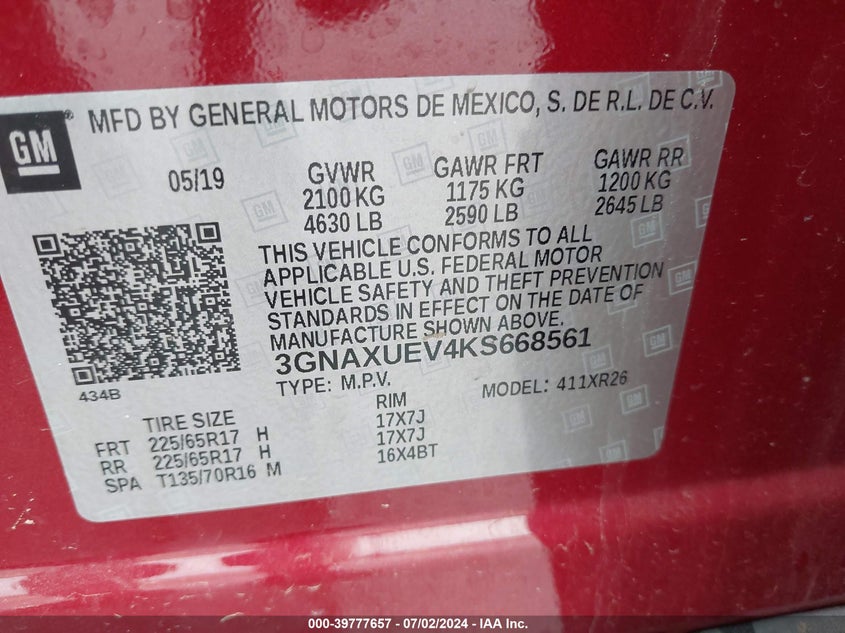 GM
MFD BY GENERAL MOTORS DE MEXICO, S. DE R.L. DE C.V.
05/19 GVWR GAWR FRT GAWR RR
2100 KG 1175 KG 1200 KG
4630 LB 2590 LB 2645 LB
THIS VEHICLE CONFORMS TO ALL
APPLICABLE U.S. FEDERAL MOTOR
VEHICLE SAFETY AND THEFT PREVENTION
STANDARDS IN EFFECT ON THE DATE OF
MANUFACTURE SHOWN ABOVE.
3GNAXUEV4KS668561
434B TYPE: M.P.V. MODEL: 411XR26
TIRE SIZE RIM
FRT 225/65R17 H 17X7J
RR 225/65R17 H 17X7J
SPA T135/70R16 M 16X4BT
000-39777657 - 07/02/2024 - IAA Inc.